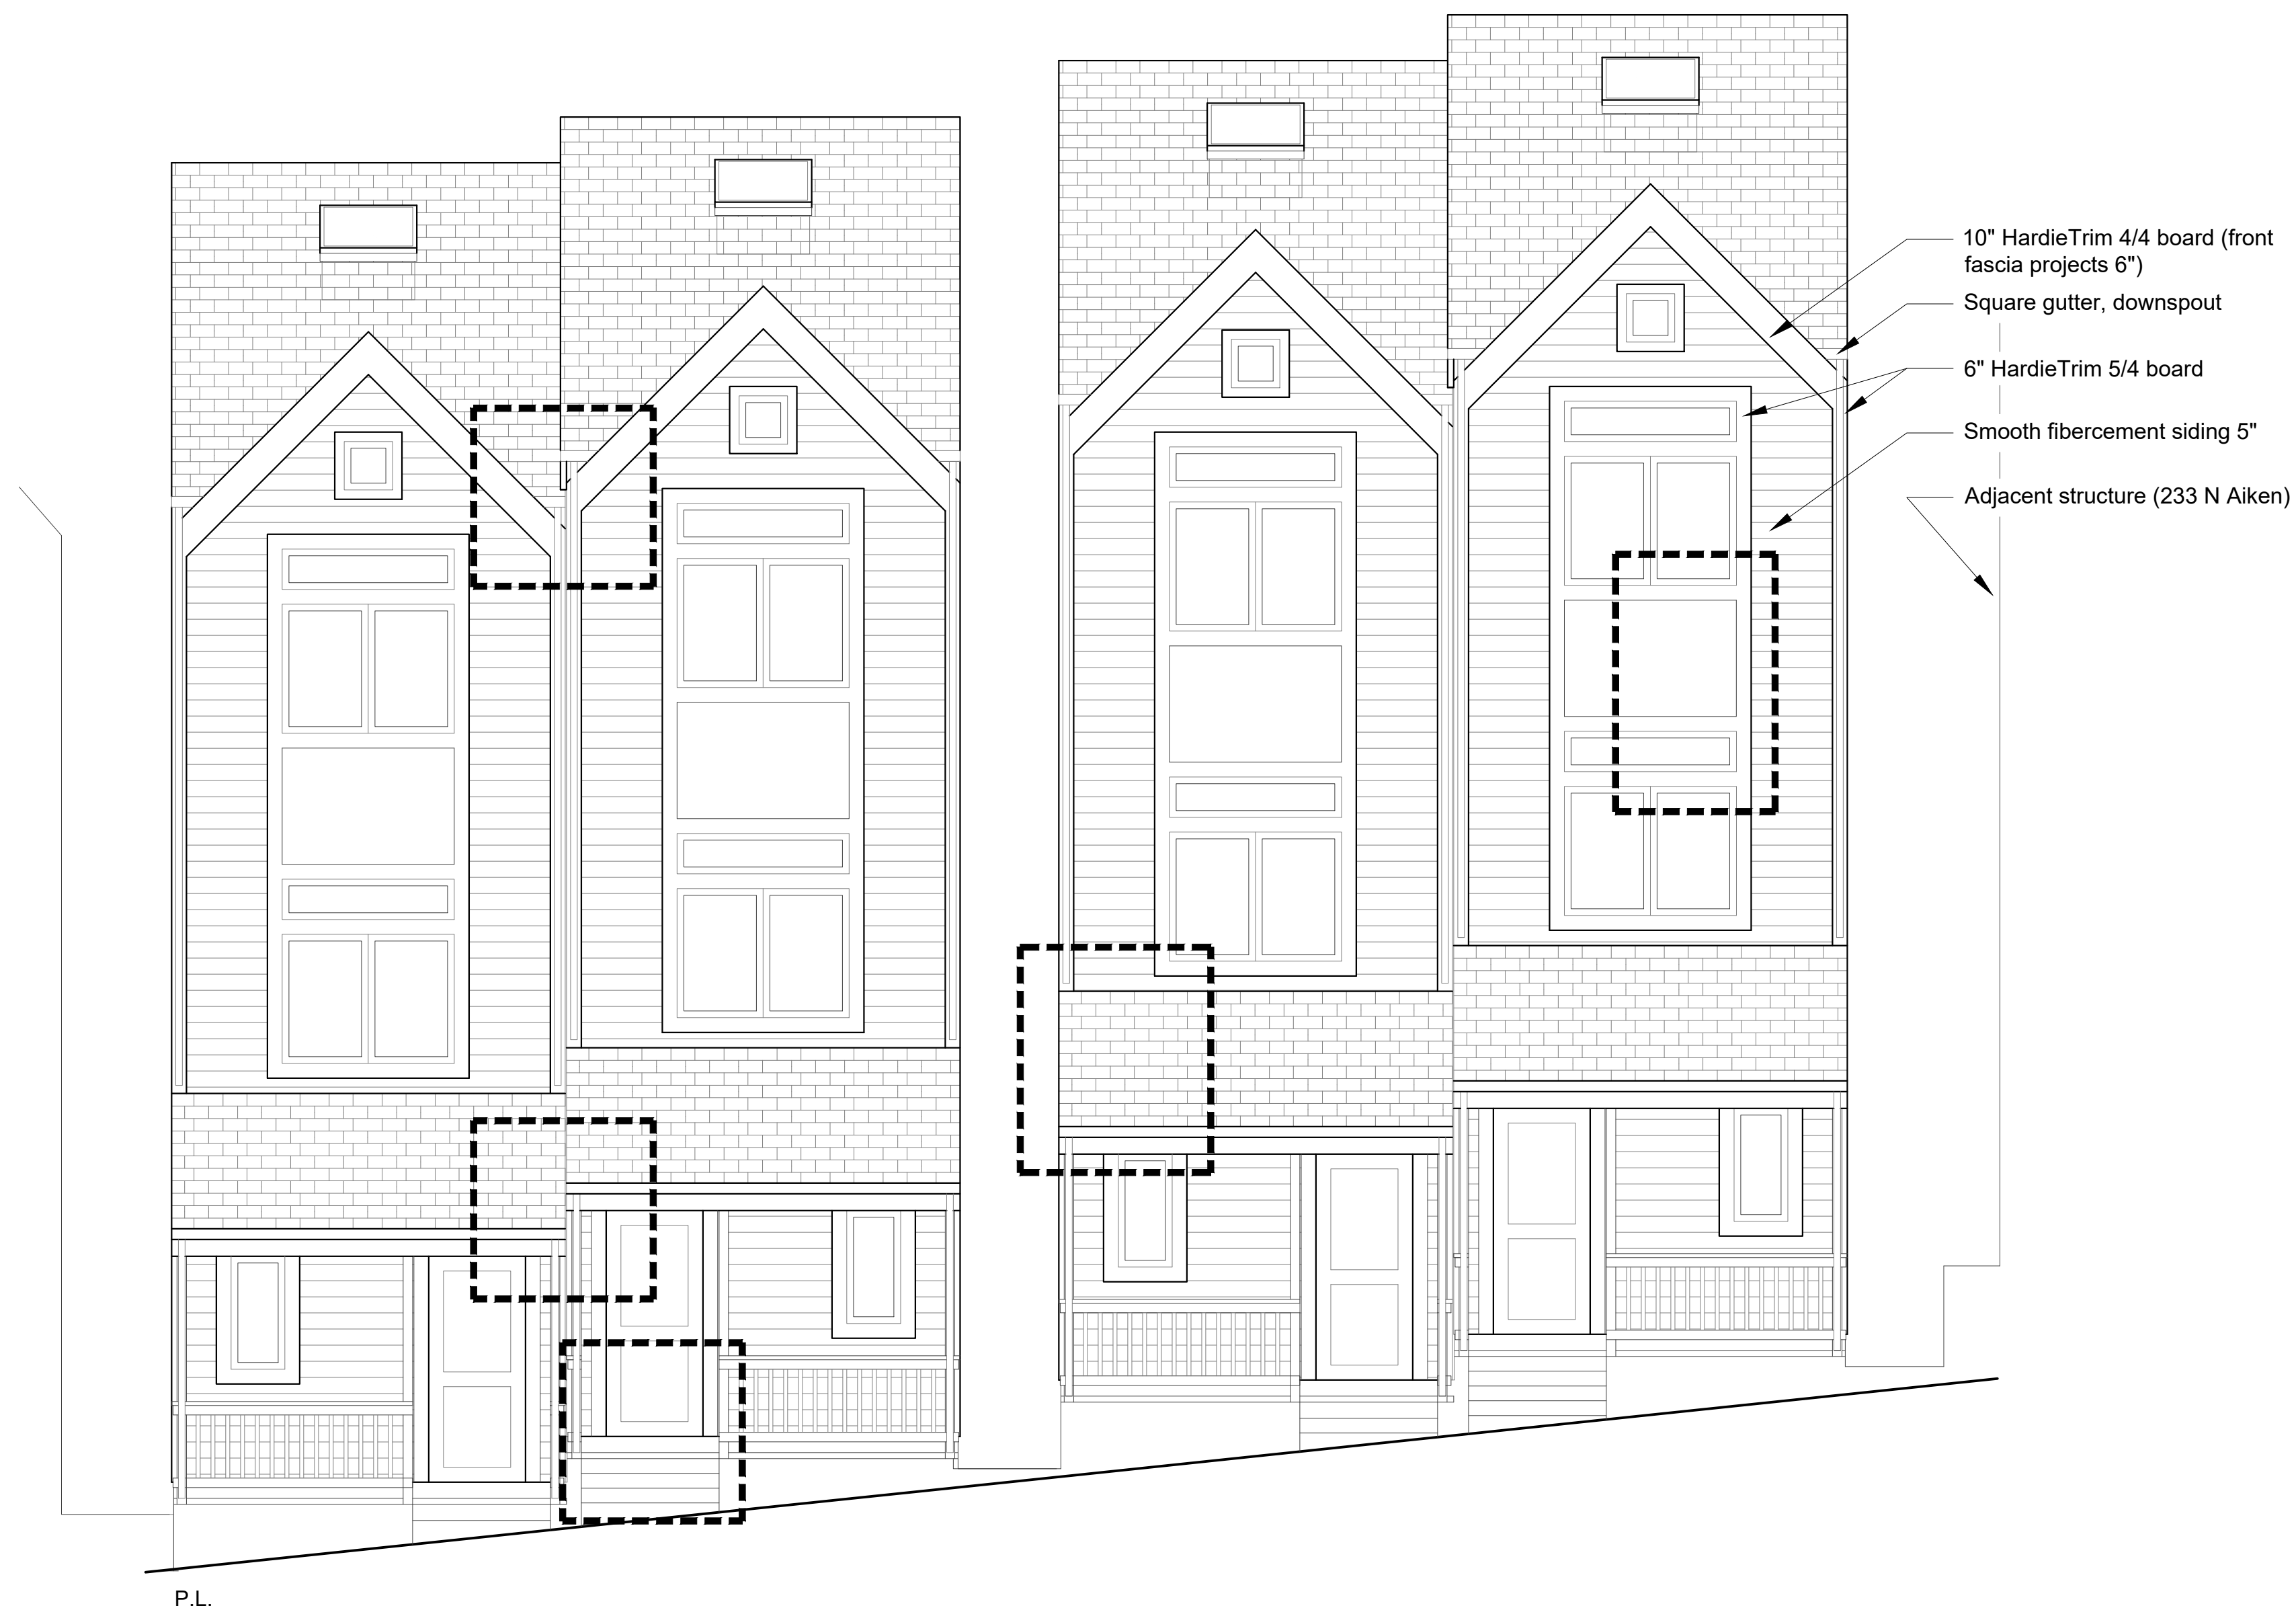 10" HardieTrim 4/4 board (front
fascia projects 6")
Square gutter, downspout
6" HardieTrim 5/4 board
Smooth fibercement siding 5"
Adjacent structure (233 N Aiken)
P.L.